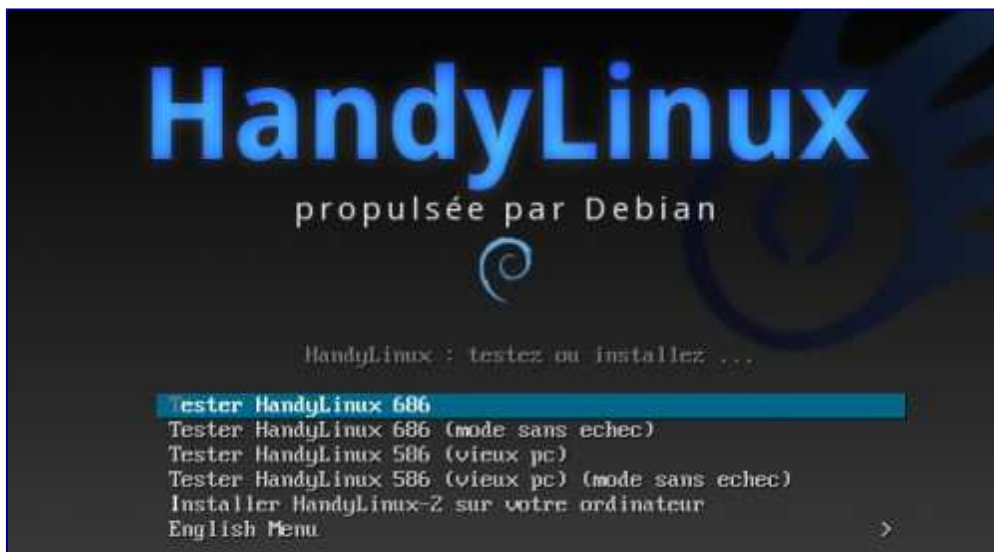 HandyLinux
propulsée par Debian
HandyLinux : testez ou installez ...
Tester HandyLinux 686
Tester HandyLinux 686 (mode sans echec)
Tester HandyLinux 586 (vieux pc)
Tester HandyLinux 586 (vieux pc) (mode sans echec)
Installer HandyLinux-2 sur votre ordinateur
English Menu >